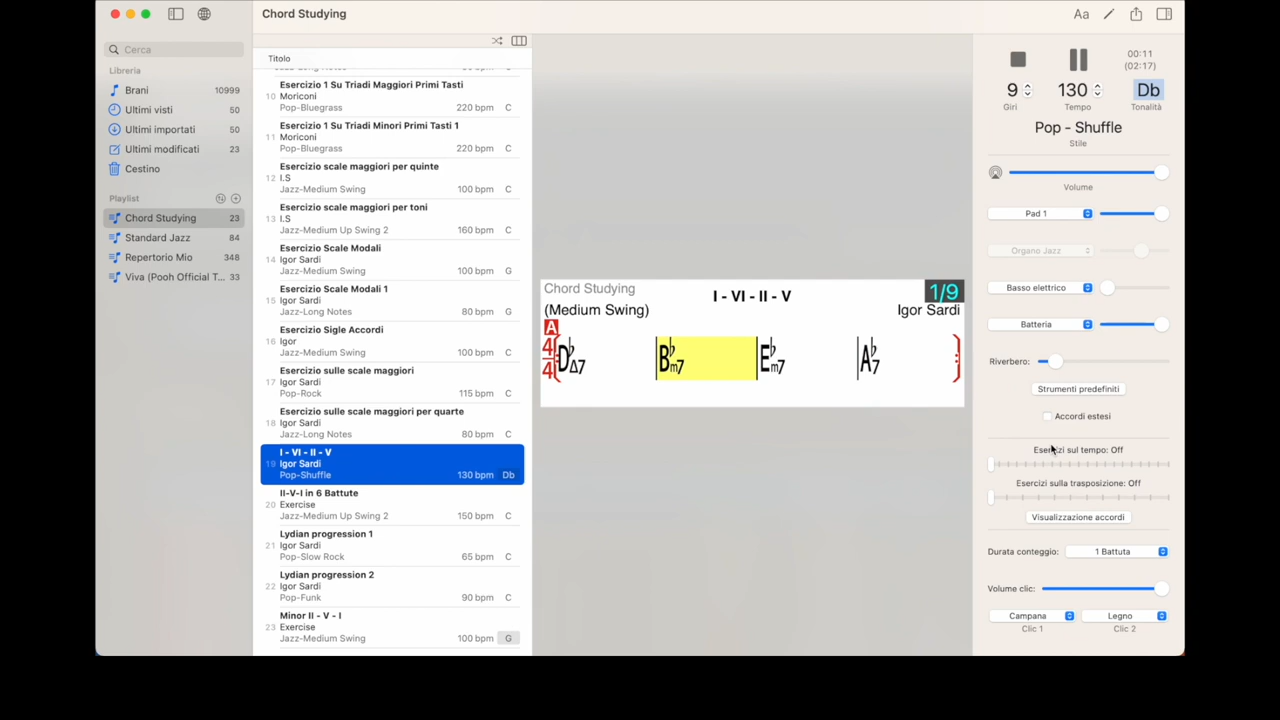 Chord Studying
Aa
Cerca
Libreria
Brani 10999
Ultimi visti 50
Ultimi importati 50
Ultimi modificati 23
Cestino
Playlist
Chord Studying 23
Standard Jazz 84
Repertorio Mio 348
Viva (Pooh Official T... 33
Titolo
Esercizio 1 Su Triadi Maggiori Primi Tasti
10 Moriconi
Pop-Bluegrass 220 bpm C
Esercizio 1 Su Triadi Minori Primi Tasti 1
11 Moriconi
Pop-Bluegrass 220 bpm C
Esercizio scale maggiori per quinte
12 I.S
Jazz-Medium Swing 100 bpm C
Esercizio scale maggiori per toni
13 I.S
Jazz-Medium Up Swing 2 160 bpm C
Esercizio Scale Modali
14 Igor Sardi
Jazz-Medium Swing 100 bpm G
Esercizio Scale Modali 1
15 Igor Sardi
Jazz-Long Notes 80 bpm G
Esercizio Sigle Accordi
16 Igor
Jazz-Medium Swing 100 bpm C
Esercizio sulle scale maggiori
17 Igor Sardi
Pop-Rock 115 bpm C
Esercizio sulle scale maggiori per quarte
18 Igor Sardi
Jazz-Long Notes 80 bpm C
I - VI - II - V
19 Igor Sardi
Pop-Shuffle 130 bpm Db
II-V-I in 6 Battute
20 Exercise
Jazz-Medium Up Swing 2 150 bpm C
Lydian progression 1
21 Igor Sardi
Pop-Slow Rock 65 bpm C
Lydian progression 2
22 Igor Sardi
Pop-Funk 90 bpm C
Minor II - V - I
23 Exercise
Jazz-Medium Swing 100 bpm G
Chord Studying
I - VI - II - V
1/9
(Medium Swing)
Igor Sardi
A
4/4 D♭Δ7 B♭m7 E♭m7 A♭7
00:11
(02:17)
9 130 Db
Giri Tempo Tonalità
Pop - Shuffle
Stile
Volume
Pad 1
Organo Jazz
Basso elettrico
Batteria
Riverbero:
Strumenti predefiniti
Accordi estesi
Esercizi sul tempo: Off
Esercizi sulla trasposizione: Off
Visualizzazione accordi
Durata conteggio: 1 Battuta
Volume clic:
Campana Legno
Clic 1 Clic 2